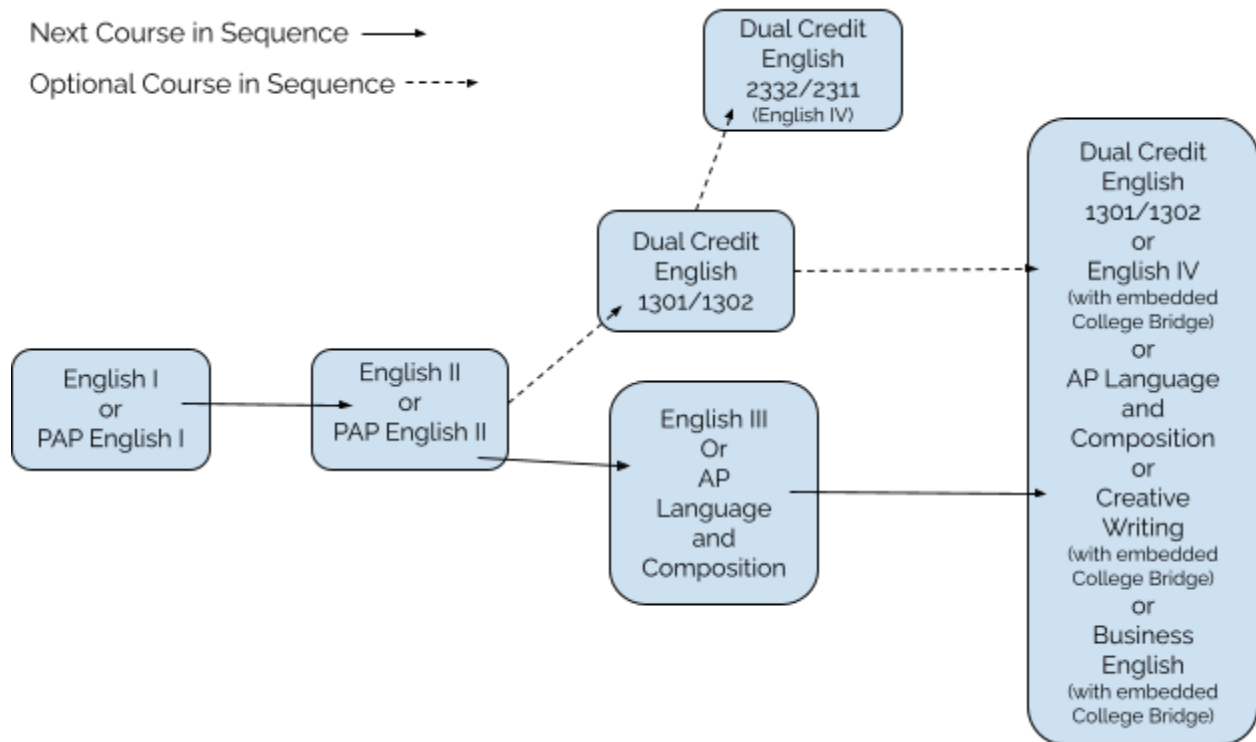 Next Course in Sequence
Optional Course in Sequence
Dual Credit
English
2332/2311
(English IV)
Dual Credit
English
1301/1302
English I
or
PAP English I
English II
or
PAP English II
English III
Or
AP
Language
and
Composition
Dual Credit
English
1301/1302
or
English IV
(with embedded
College Bridge)
or
AP Language
and
Composition
or
Creative
Writing
(with embedded
College Bridge)
or
Business
English
(with embedded
College Bridge)